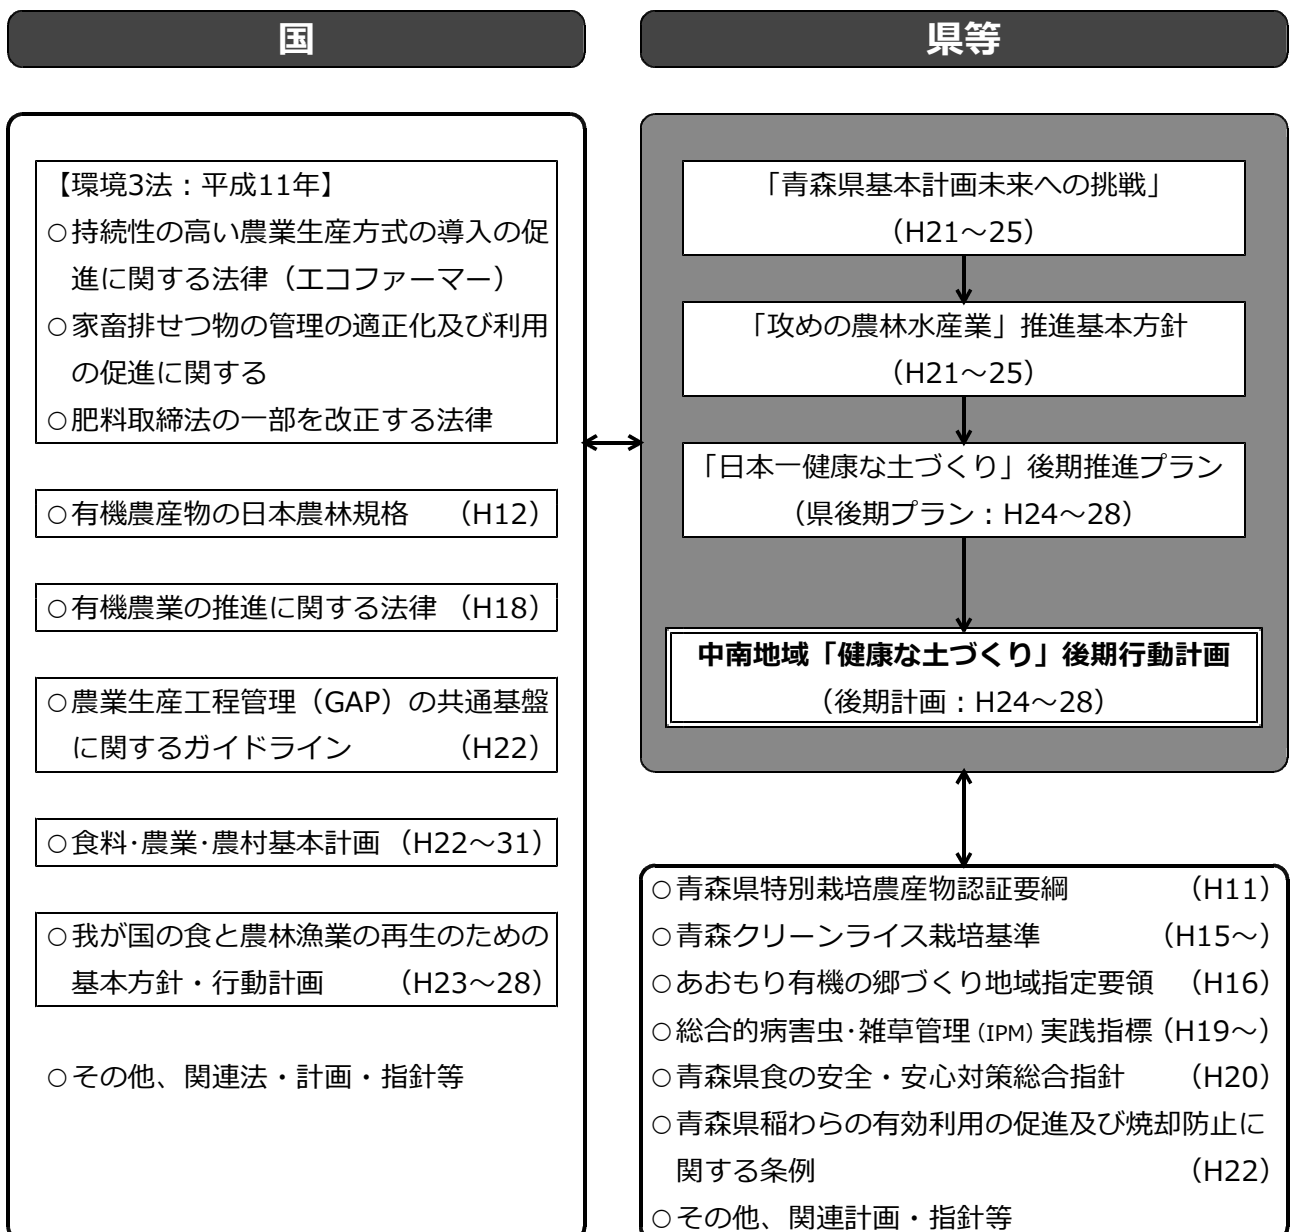 国
【環境3法：平成11年】
○持続性の高い農業生産方式の導入の促
進に関する法律（エコファーマー）
○家畜排せつ物の管理の適正化及び利用
の促進に関する
○肥料取締法の一部を改正する法律
○有機農産物の日本農林規格　（H12）
○有機農業の推進に関する法律（H18）
○農業生産工程管理（GAP）の共通基盤
に関するガイドライン　（H22）
○食料･農業･農村基本計画（H22～31）
○我が国の食と農林漁業の再生のための
基本方針・行動計画　（H23～28）
○その他、関連法・計画・指針等
県等
「青森県基本計画未来への挑戦」
（H21～25）
「攻めの農林水産業」推進基本方針
（H21～25）
「日本一健康な土づくり」後期推進プラン
（県後期プラン：H24～28）
中南地域「健康な土づくり」後期行動計画
（後期計画：H24～28）
○青森県特別栽培農産物認証要綱　（H11）
○青森クリーンライス栽培基準　（H15～）
○あおもり有機の郷づくり地域指定要領　（H16）
○総合的病害虫･雑草管理(IPM)実践指標（H19～）
○青森県食の安全・安心対策総合指針　（H20）
○青森県稲わらの有効利用の促進及び焼却防止に
関する条例　（H22）
○その他、関連計画・指針等